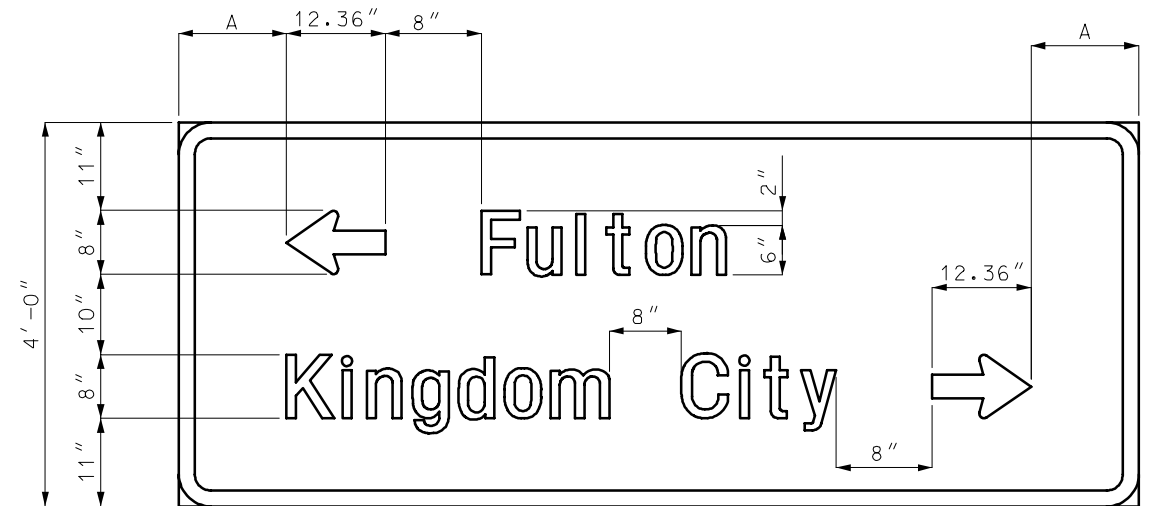 A 12.36″ 8″ A
11″ 2″
8″ Fulton 6″
12.36″
4′-0″ 10″ 8″
8″ Kingdom City
11″ 8″